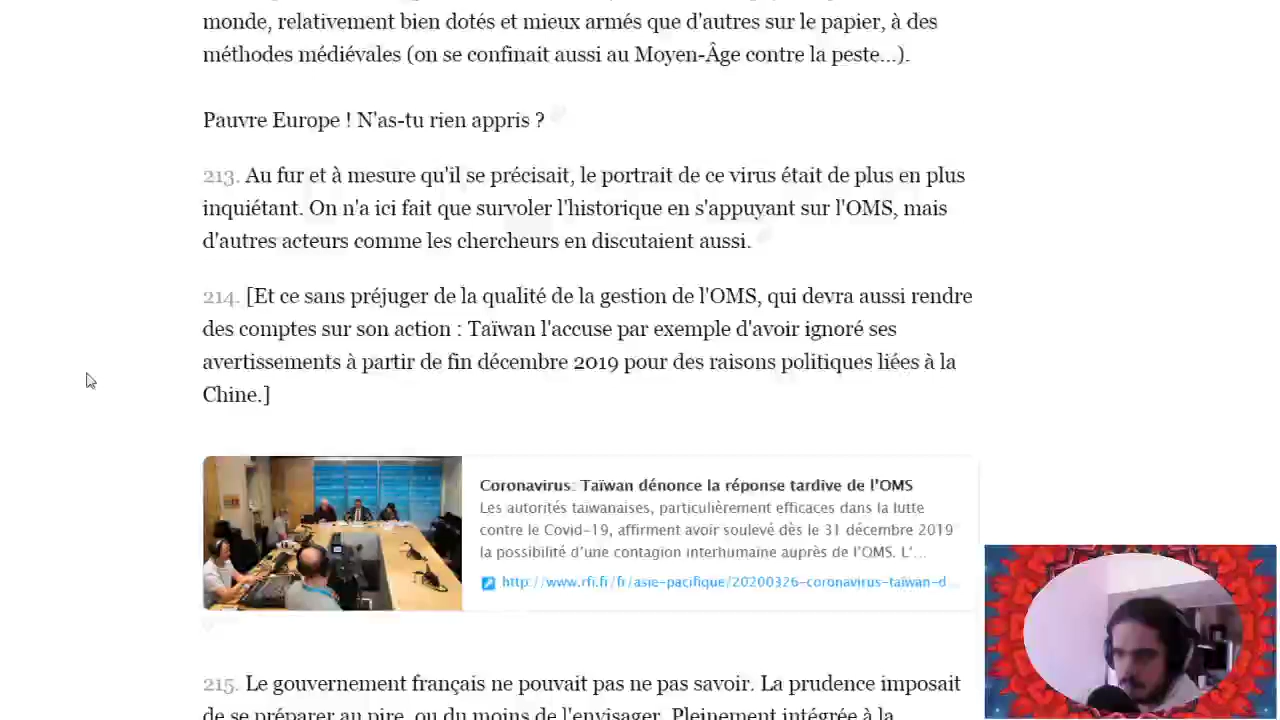 monde, relativement bien dotés et mieux armés que d'autres sur le papier, à des
méthodes médiévales (on se confinait aussi au Moyen-Âge contre la peste...).
Pauvre Europe ! N'as-tu rien appris ?
213. Au fur et à mesure qu'il se précisait, le portrait de ce virus était de plus en plus
inquiétant. On n'a ici fait que survoler l'historique en s'appuyant sur l'OMS, mais
d'autres acteurs comme les chercheurs en discutaient aussi.
214. [Et ce sans préjuger de la qualité de la gestion de l'OMS, qui devra aussi rendre
des comptes sur son action : Taïwan l'accuse par exemple d'avoir ignoré ses
avertissements à partir de fin décembre 2019 pour des raisons politiques liées à la
Chine.]
Coronavirus: Taïwan dénonce la réponse tardive de l'OMS
Les autorités taïwanaises, particulièrement efficaces dans la lutte
contre le Covid-19, affirment avoir soulevé dès le 31 décembre 2019
la possibilité d'une contagion interhumaine auprès de l'OMS. L'...
http://www.rfi.fr/fr/asie-pacifique/20200326-coronavirus-taïwan-d...
215. Le gouvernement français ne pouvait pas ne pas savoir. La prudence imposait
de se préparer au pire, ou du moins de l'envisager. Pleinement intégrée à la